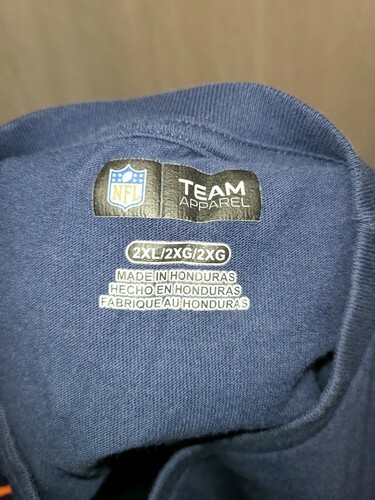 NFL
TEAM
APPAREL
2XL/2XG/2XG
MADE IN HONDURAS
HECHO EN HONDURAS
FABRIQUE AU HONDURAS